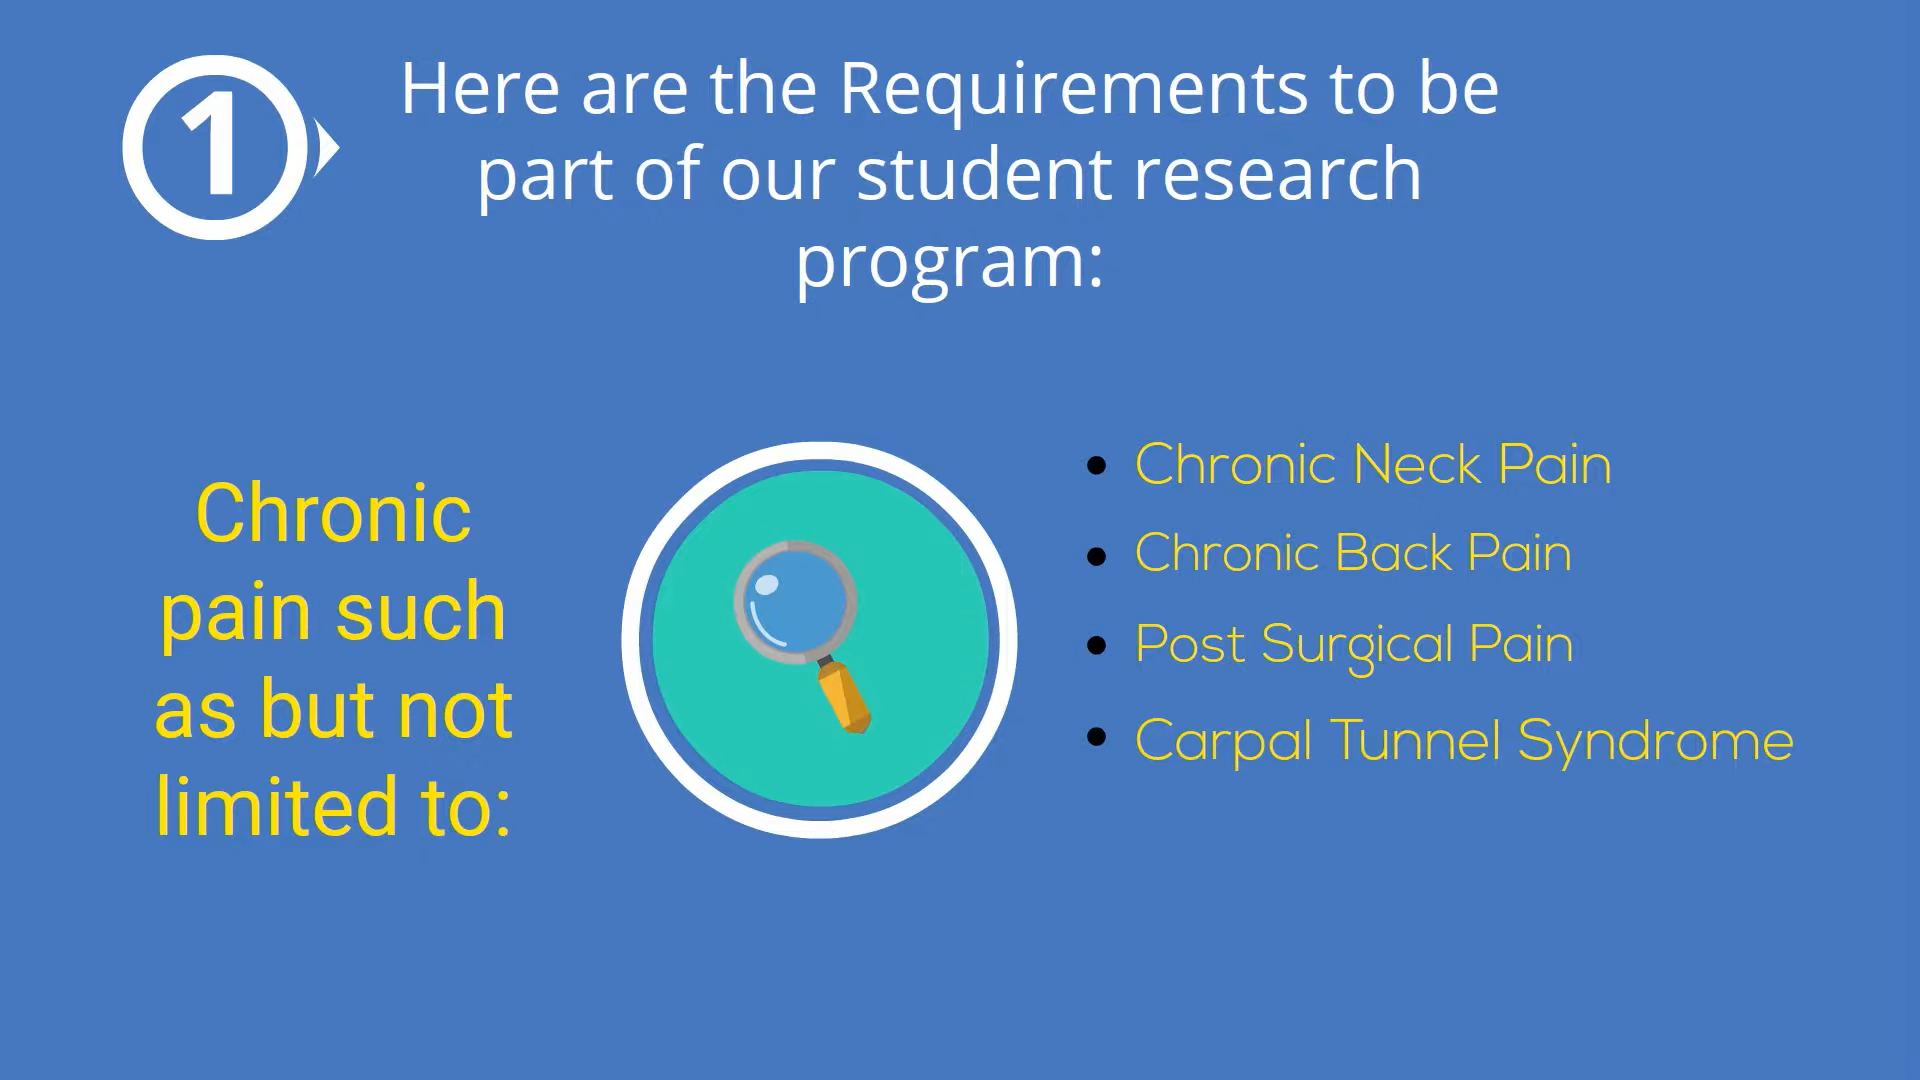 1
Here are the Requirements to be
part of our student research
program:
Chronic
pain such
as but not
limited to:
Chronic Neck Pain
Chronic Back Pain
Post Surgical Pain
Carpal Tunnel Syndrome